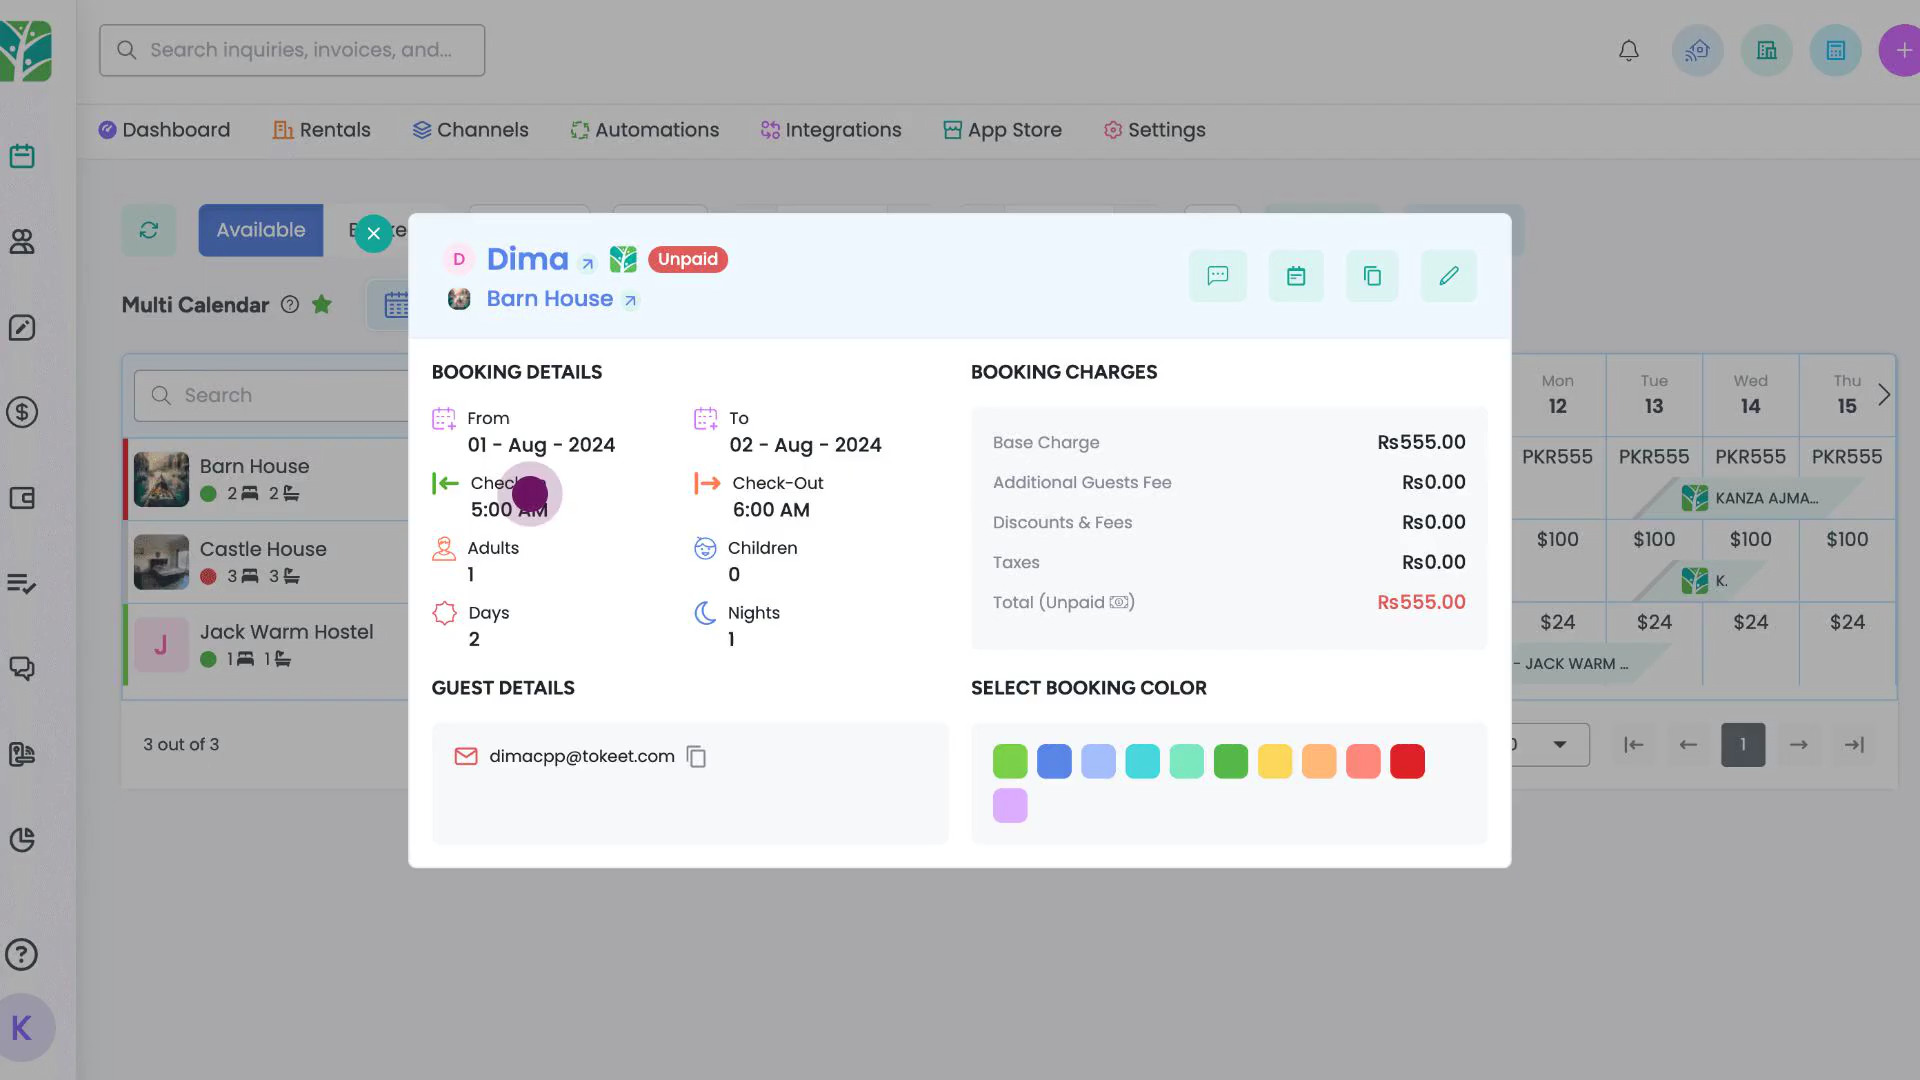 Search inquiries, invoices, and...
Dashboard
Rentals
Channels
Automations
Integrations
App Store
Settings
Available
Multi Calendar
Search
Barn House
2 2
Castle House
3 3
J
Jack Warm Hostel
1 1
3 out of 3
K
D
Dima
Unpaid
Barn House
BOOKING DETAILS
From
01 - Aug - 2024
To
02 - Aug - 2024
5:00 AM
Check-Out
6:00 AM
Adults
1
Children
0
Days
2
Nights
1
GUEST DETAILS
dimacpp@tokeet.com
BOOKING CHARGES
Base Charge Rs555.00
Additional Guests Fee Rs0.00
Discounts & Fees Rs0.00
Taxes Rs0.00
Total (Unpaid) Rs555.00
SELECT BOOKING COLOR
Mon Tue Wed Thu
12 13 14 15
PKR555 PKR555 PKR555 PKR555
KANZA AJMA...
$100 $100 $100 $100
K.
$24 $24 $24 $24
- JACK WARM ...
1